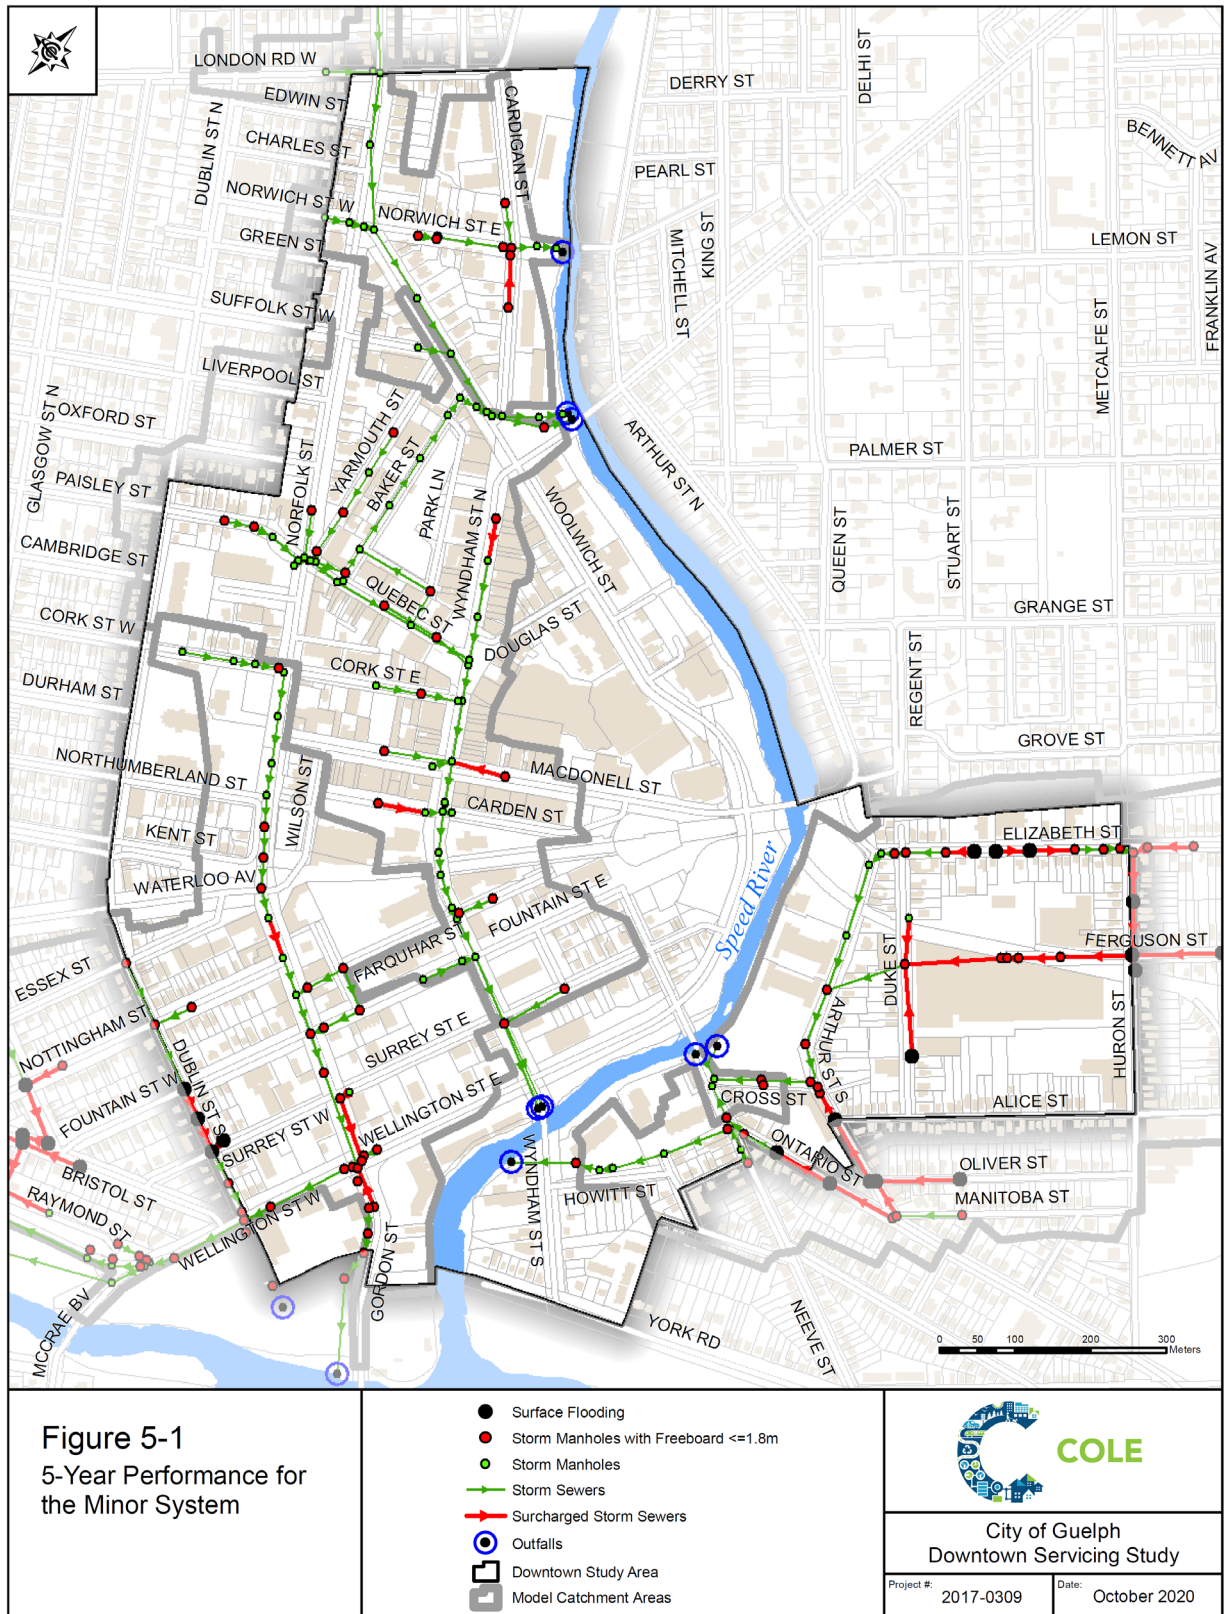 LONDON RD W
EDWIN ST
CHARLES ST
DUBLIN ST N
NORWICH ST W
GREEN ST
SUFFOLK ST W
LIVERPOOL ST
OXFORD ST
GLASGOW ST N
PAISLEY ST
CAMBRIDGE ST
CORK ST W
DURHAM ST
NORTHUMBERLAND ST
KENT ST
WATERLOO AV
ESSEX ST
NOTTINGHAM ST
FOUNTAIN ST W
BRISTOL ST
RAYMOND ST
MCCRAE BV
DUBLIN ST S
SURREY ST W
WELLINGTON ST W
GORDON ST
CARDIGAN ST
NORWICH ST E
YARMOUTH ST
BAKER ST
NORFOLK ST
PARK LN
WYNDHAM ST N
QUEBEC ST
WOOLWICH ST
DOUGLAS ST
CORK ST E
MACDONELL ST
CARDEN ST
WILSON ST
FOUNTAIN ST E
FARQUHAR ST
SURREY ST E
WELLINGTON ST E
WYNDHAM ST S
HOWITT ST
Speed River
DERRY ST
DELHI ST
BENNETT AV
PEARL ST
KING ST
MITCHELL ST
LEMON ST
FRANKLIN AV
METCALFE ST
ARTHUR ST N
PALMER ST
QUEEN ST
STUART ST
GRANGE ST
REGENT ST
GROVE ST
ELIZABETH ST
FERGUSON ST
DUKE ST
HURON ST
ARTHUR ST S
ALICE ST
CROSS ST
ONTARIO ST
OLIVER ST
MANITOBA ST
NEEVE ST
YORK RD
0 50 100 200 300
Meters
Figure 5-1
5-Year Performance for
the Minor System
Surface Flooding
Storm Manholes with Freeboard <=1.8m
Storm Manholes
Storm Sewers
Surcharged Storm Sewers
Outfalls
Downtown Study Area
Model Catchment Areas
COLE
City of Guelph
Downtown Servicing Study
Project #: 2017-0309
Date: October 2020